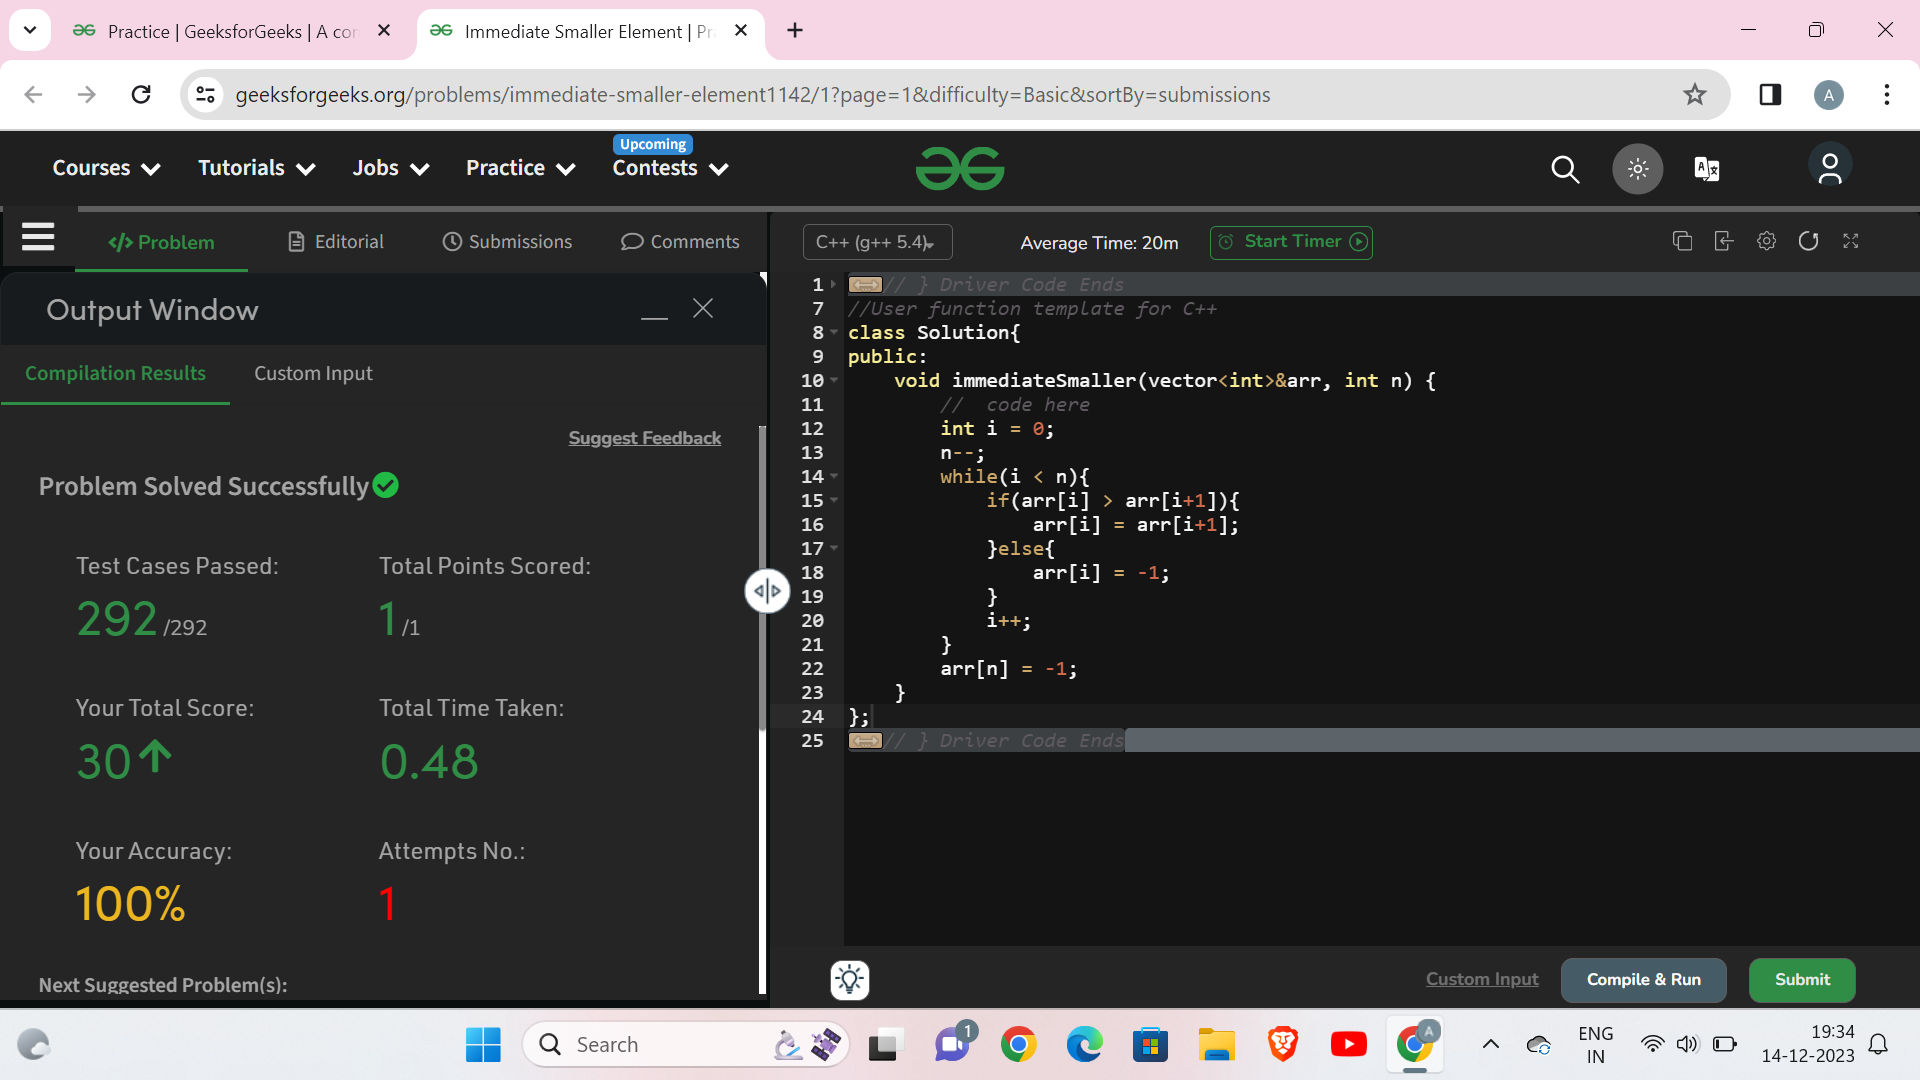 Practice | GeeksforGeeks | A co
Immediate Smaller Element | Pr
geeksforgeeks.org/problems/immediate-smaller-element1142/1?page=1&difficulty=Basic&sortBy=submissions
A
Courses
Tutorials
Jobs
Practice
Upcoming
Contests
Problem
Editorial
Submissions
Comments
C++ (g++ 5.4)
Average Time: 20m
Start Timer
Output Window
Compilation Results
Custom Input
Suggest Feedback
Problem Solved Successfully
Test Cases Passed:
Total Points Scored:
292 /292
1 /1
Your Total Score:
Total Time Taken:
30
0.48
Your Accuracy:
Attempts No.:
100%
1
Next Suggested Problem(s):
1 // } Driver Code Ends
7 //User function template for C++
8 class Solution{
9 public:
10 void immediateSmaller(vector<int>&arr, int n) {
11 // code here
12 int i = 0;
13 n--;
14 while(i < n){
15 if(arr[i] > arr[i+1]){
16 arr[i] = arr[i+1];
17 }else{
18 arr[i] = -1;
19 }
20 i++;
21 }
22 arr[n] = -1;
23 }
24 };
25 // } Driver Code Ends
Custom Input
Compile & Run
Submit
Search
1
A
ENG
IN
19:34
14-12-2023